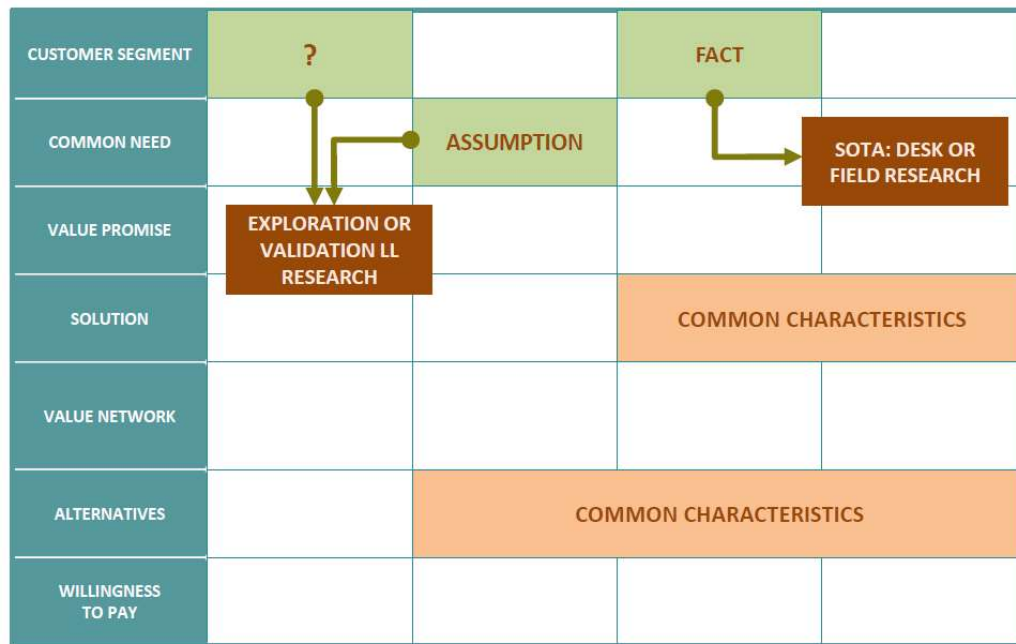 CUSTOMER SEGMENT
?
FACT
COMMON NEED
ASSUMPTION
SOTA: DESK OR
FIELD RESEARCH
VALUE PROMISE
EXPLORATION OR
VALIDATION LL
RESEARCH
SOLUTION
COMMON CHARACTERISTICS
VALUE NETWORK
ALTERNATIVES
COMMON CHARACTERISTICS
WILLINGNESS
TO PAY